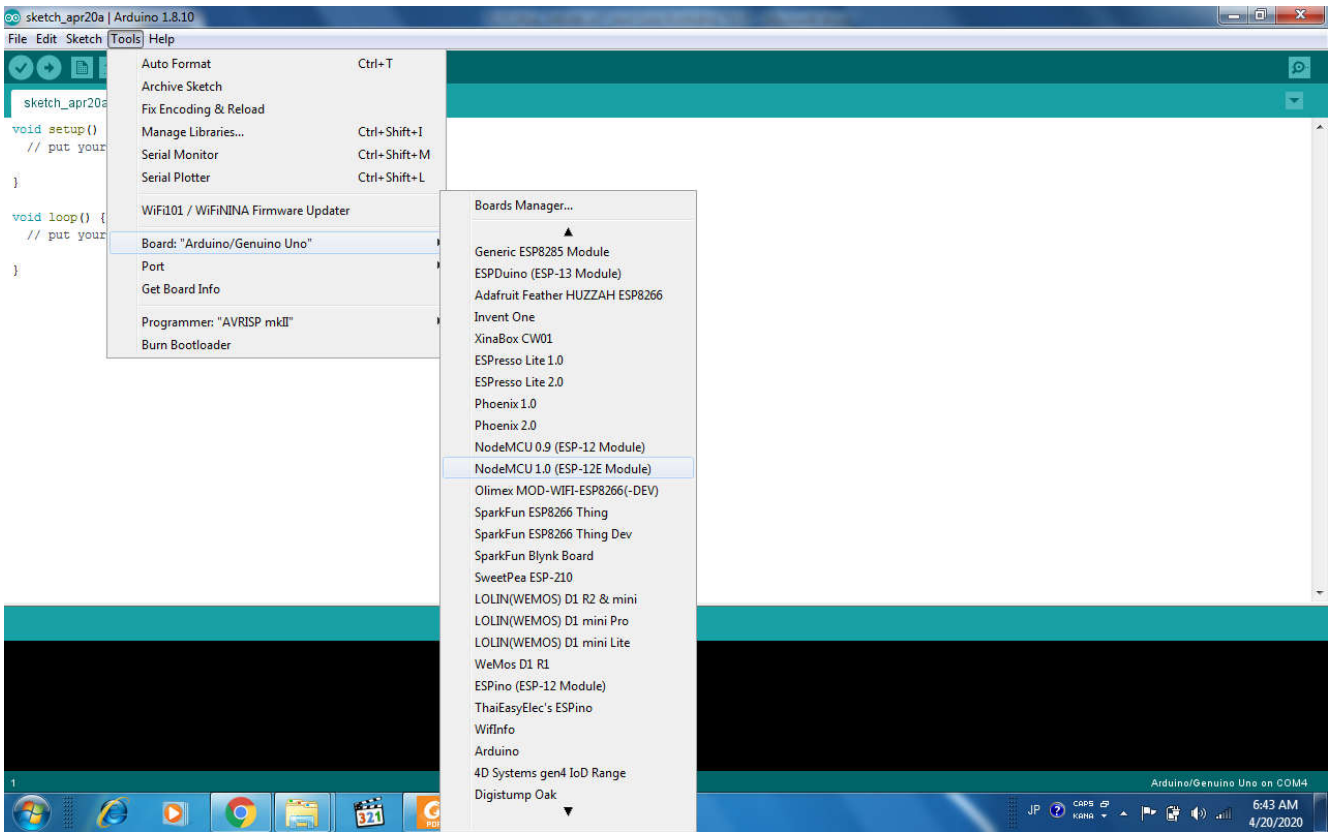 sketch_apr20a | Arduino 1.8.10
File Edit Sketch Tools Help
Auto Format Ctrl+T
Archive Sketch
sketch_apr20a
Fix Encoding & Reload
void setup()
Manage Libraries... Ctrl+Shift+I
// put your
Serial Monitor Ctrl+Shift+M
Serial Plotter Ctrl+Shift+L
}
WiFi101 / WiFiNINA Firmware Updater
void loop() {
// put your
Board: "Arduino/Genuino Uno"
Port
}
Get Board Info
Programmer: "AVRISP mkII"
Burn Bootloader
Boards Manager...
Generic ESP8285 Module
ESPDuino (ESP-13 Module)
Adafruit Feather HUZZAH ESP8266
Invent One
XinaBox CW01
ESPresso Lite 1.0
ESPresso Lite 2.0
Phoenix 1.0
Phoenix 2.0
NodeMCU 0.9 (ESP-12 Module)
NodeMCU 1.0 (ESP-12E Module)
Olimex MOD-WIFI-ESP8266(-DEV)
SparkFun ESP8266 Thing
SparkFun ESP8266 Thing Dev
SparkFun Blynk Board
SweetPea ESP-210
LOLIN(WEMOS) D1 R2 & mini
LOLIN(WEMOS) D1 mini Pro
LOLIN(WEMOS) D1 mini Lite
WeMos D1 R1
ESPino (ESP-12 Module)
ThaiEasyElec's ESPino
WifInfo
Arduino
4D Systems gen4 IoD Range
Digistump Oak
1
Arduino/Genuino Uno on COM4
321
PDF
JP
CAPS
KANA
6:43 AM
4/20/2020